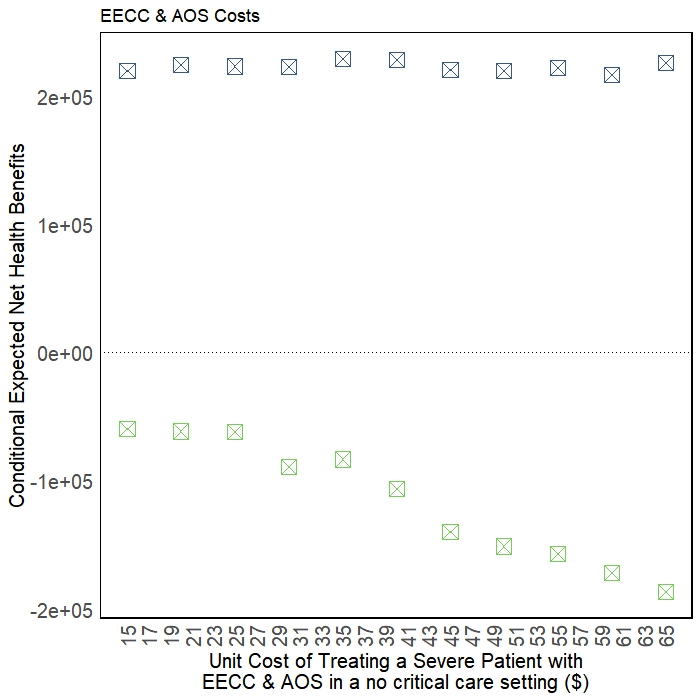 EECC & AOS Costs
Conditional Expected Net Health Benefits
2e+05
1e+05
0e+00
-1e+05
-2e+05
15 17 19 21 23 25 27 29 31 33 35 37 39 41 43 45 47 49 51 53 55 57 59 61 63 65
Unit Cost of Treating a Severe Patient with
EECC & AOS in a no critical care setting ($)